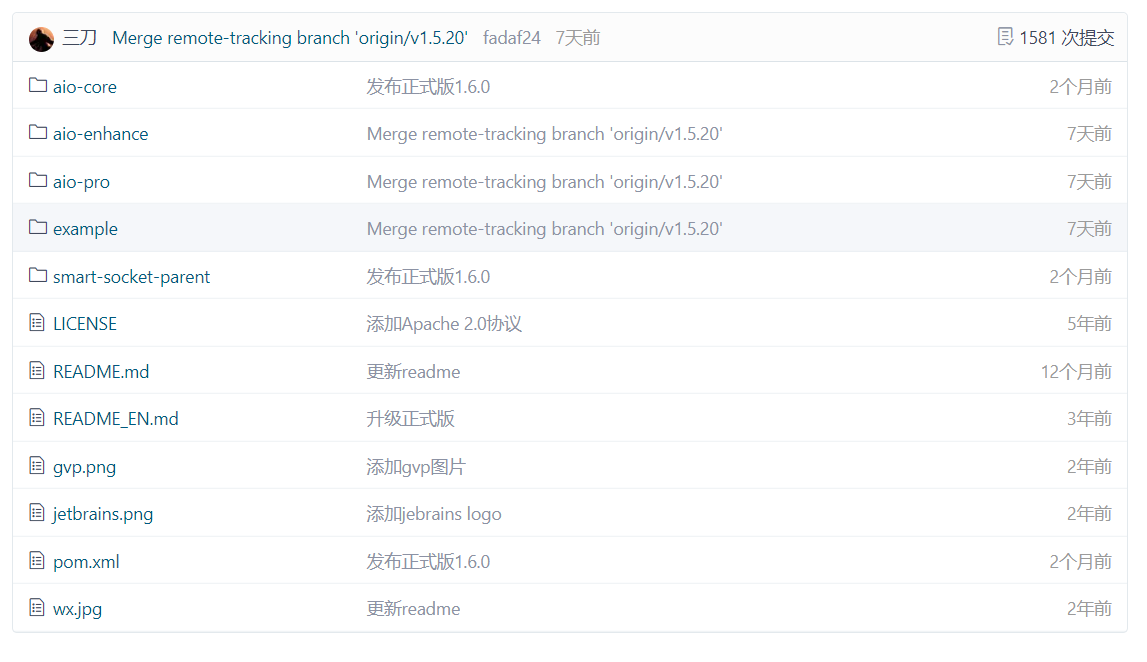 三刀 Merge remote-tracking branch 'origin/v1.5.20' fadaf24 7天前 1581 次提交
aio-core 发布正式版1.6.0 2个月前
aio-enhance Merge remote-tracking branch 'origin/v1.5.20' 7天前
aio-pro Merge remote-tracking branch 'origin/v1.5.20' 7天前
example Merge remote-tracking branch 'origin/v1.5.20' 7天前
smart-socket-parent 发布正式版1.6.0 2个月前
LICENSE 添加Apache 2.0协议 5年前
README.md 更新readme 12个月前
README_EN.md 升级正式版 3年前
gvp.png 添加gvp图片 2年前
jetbrains.png 添加jebrains logo 2年前
pom.xml 发布正式版1.6.0 2个月前
wx.jpg 更新readme 2年前